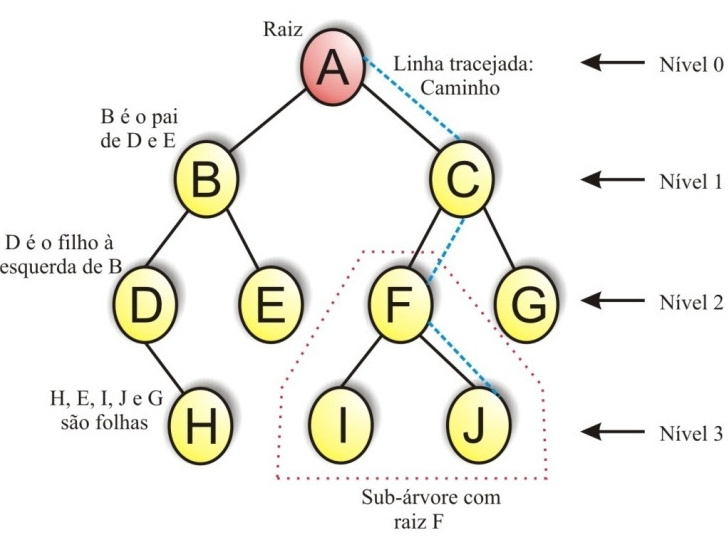 Raiz
A
Linha tracejada:
Caminho
Nível 0
B é o pai
de D e E
B
C
Nível 1
D é o filho à
esquerda de B
D
E
F
G
Nível 2
H, E, I, J e G
são folhas
H
I
J
Nível 3
Sub-árvore com
raiz F